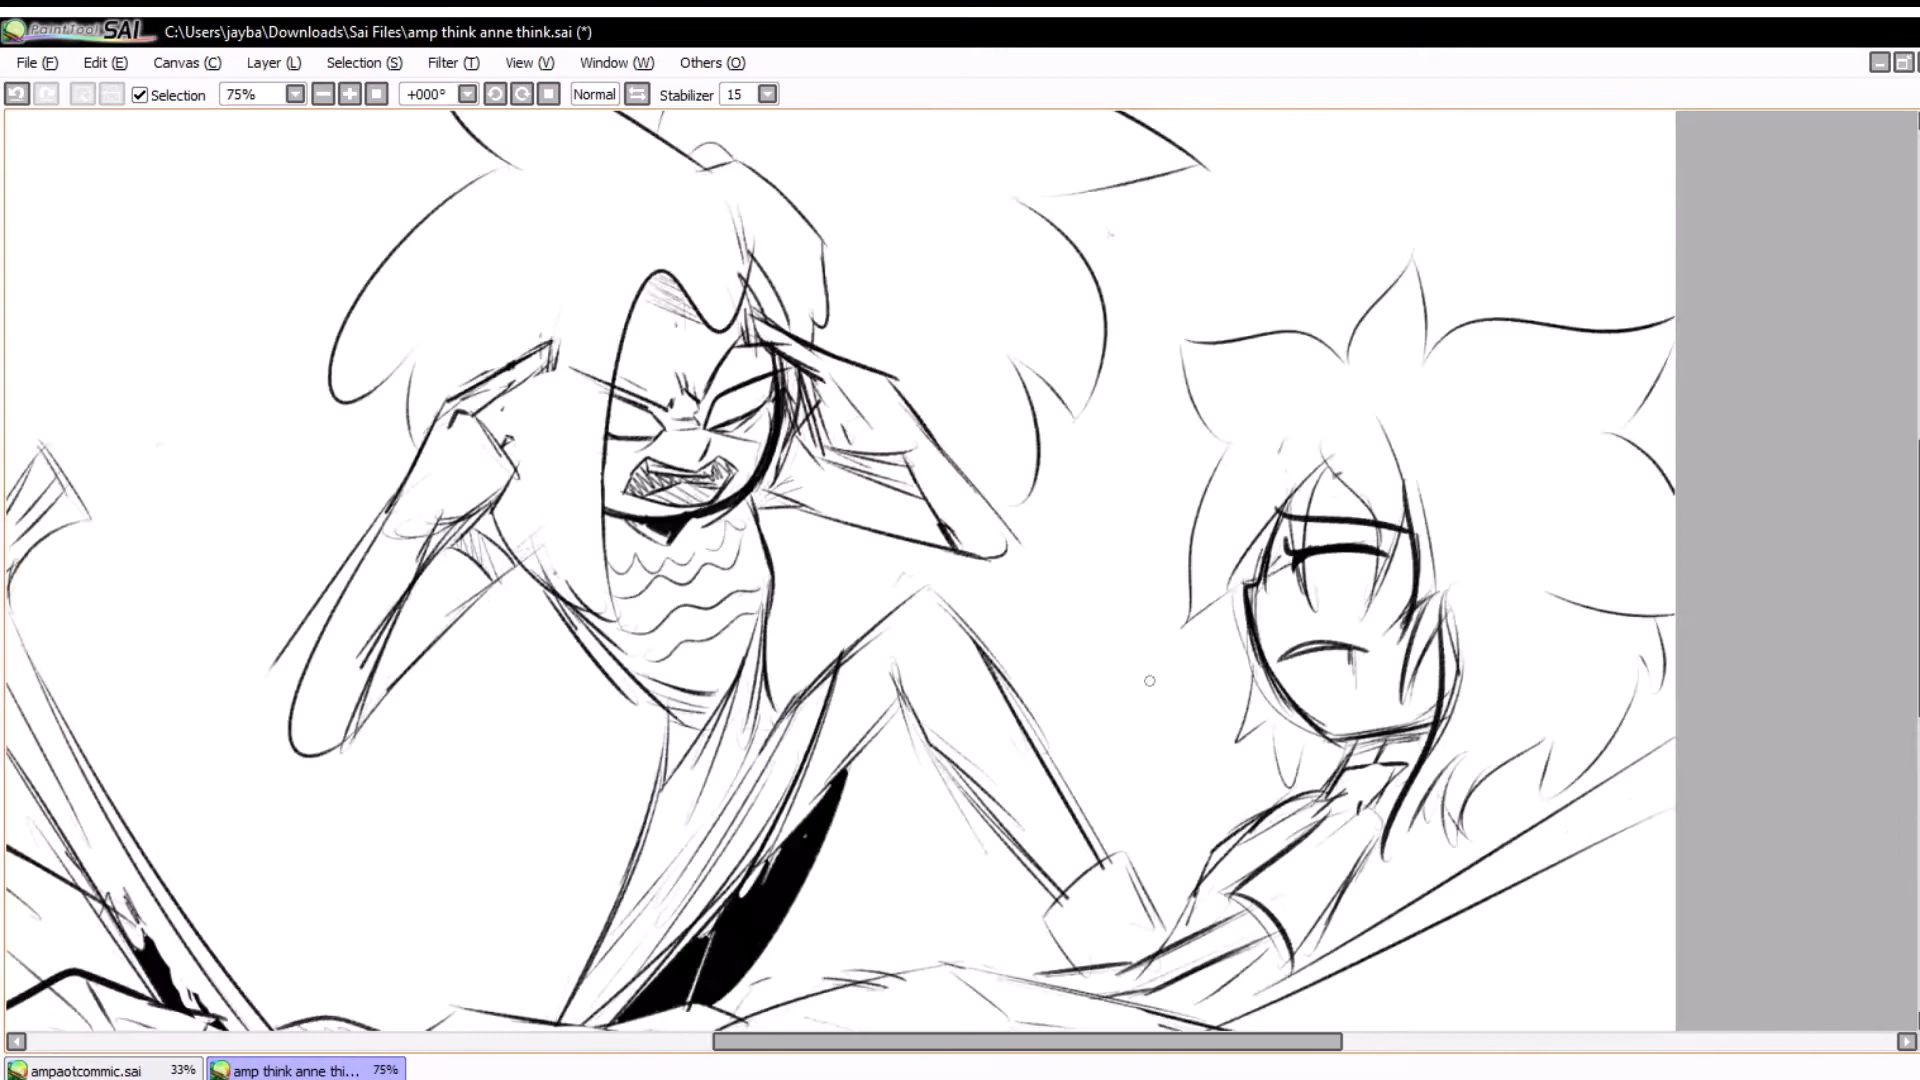 PaintTool SAI C:\Users\jayba\Downloads\Sai Files\amp think anne think.sai (*)
File (F) Edit (E) Canvas (C) Layer (L) Selection (S) Filter (T) View (V) Window (W) Others (O)
Selection 75% +000° Normal Stabilizer 15
ampaotcommic.sai 33% amp think anne thi... 75%